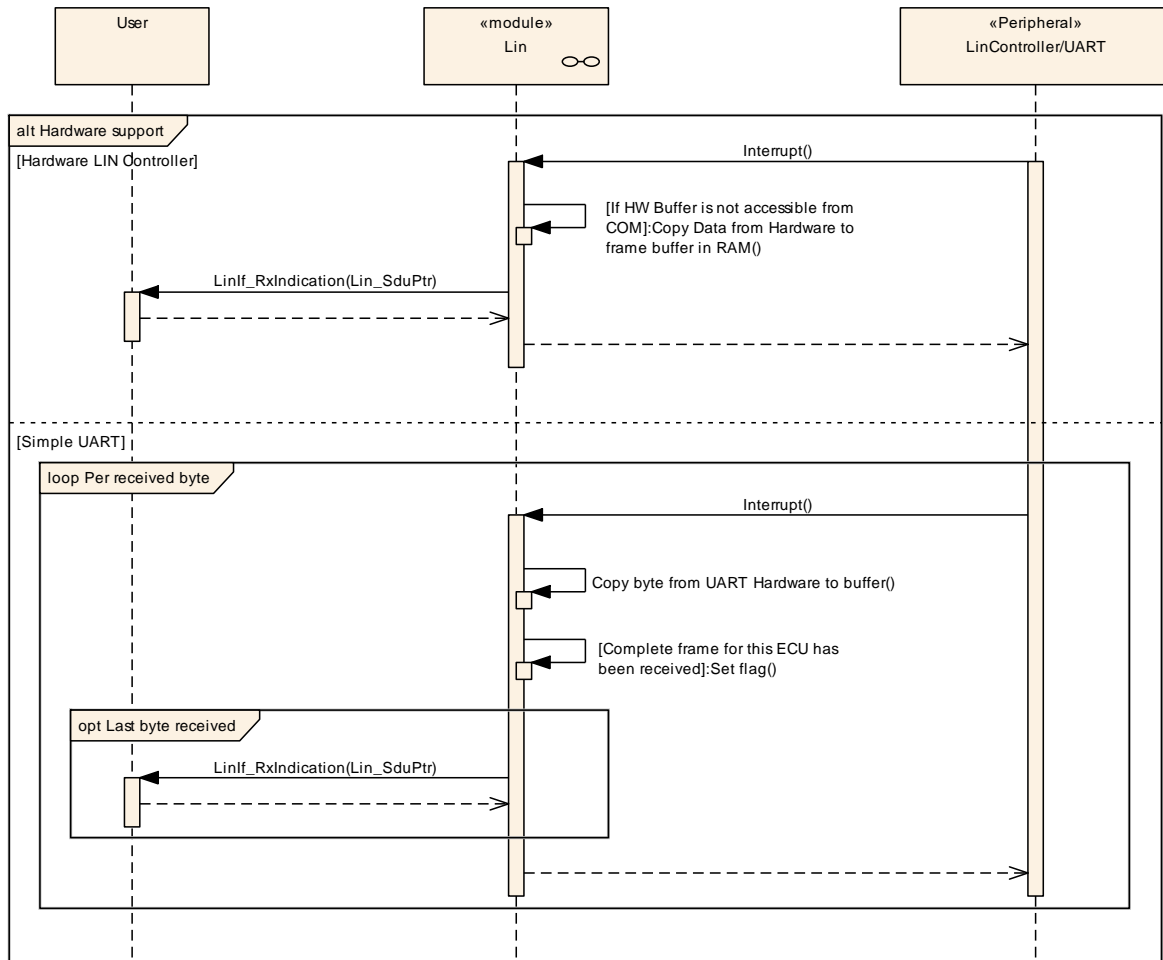 User
«module»
Lin
«Peripheral»
LinController/UART
alt Hardware support
[Hardware LIN Controller]
Interrupt()
[If HW Buffer is not accessible from
COM]:Copy Data from Hardware to
frame buffer in RAM()
LinIf_RxIndication(Lin_SduPtr)
[Simple UART]
loop Per received byte
Interrupt()
Copy byte from UART Hardware to buffer()
[Complete frame for this ECU has
been received]:Set flag()
opt Last byte received
LinIf_RxIndication(Lin_SduPtr)